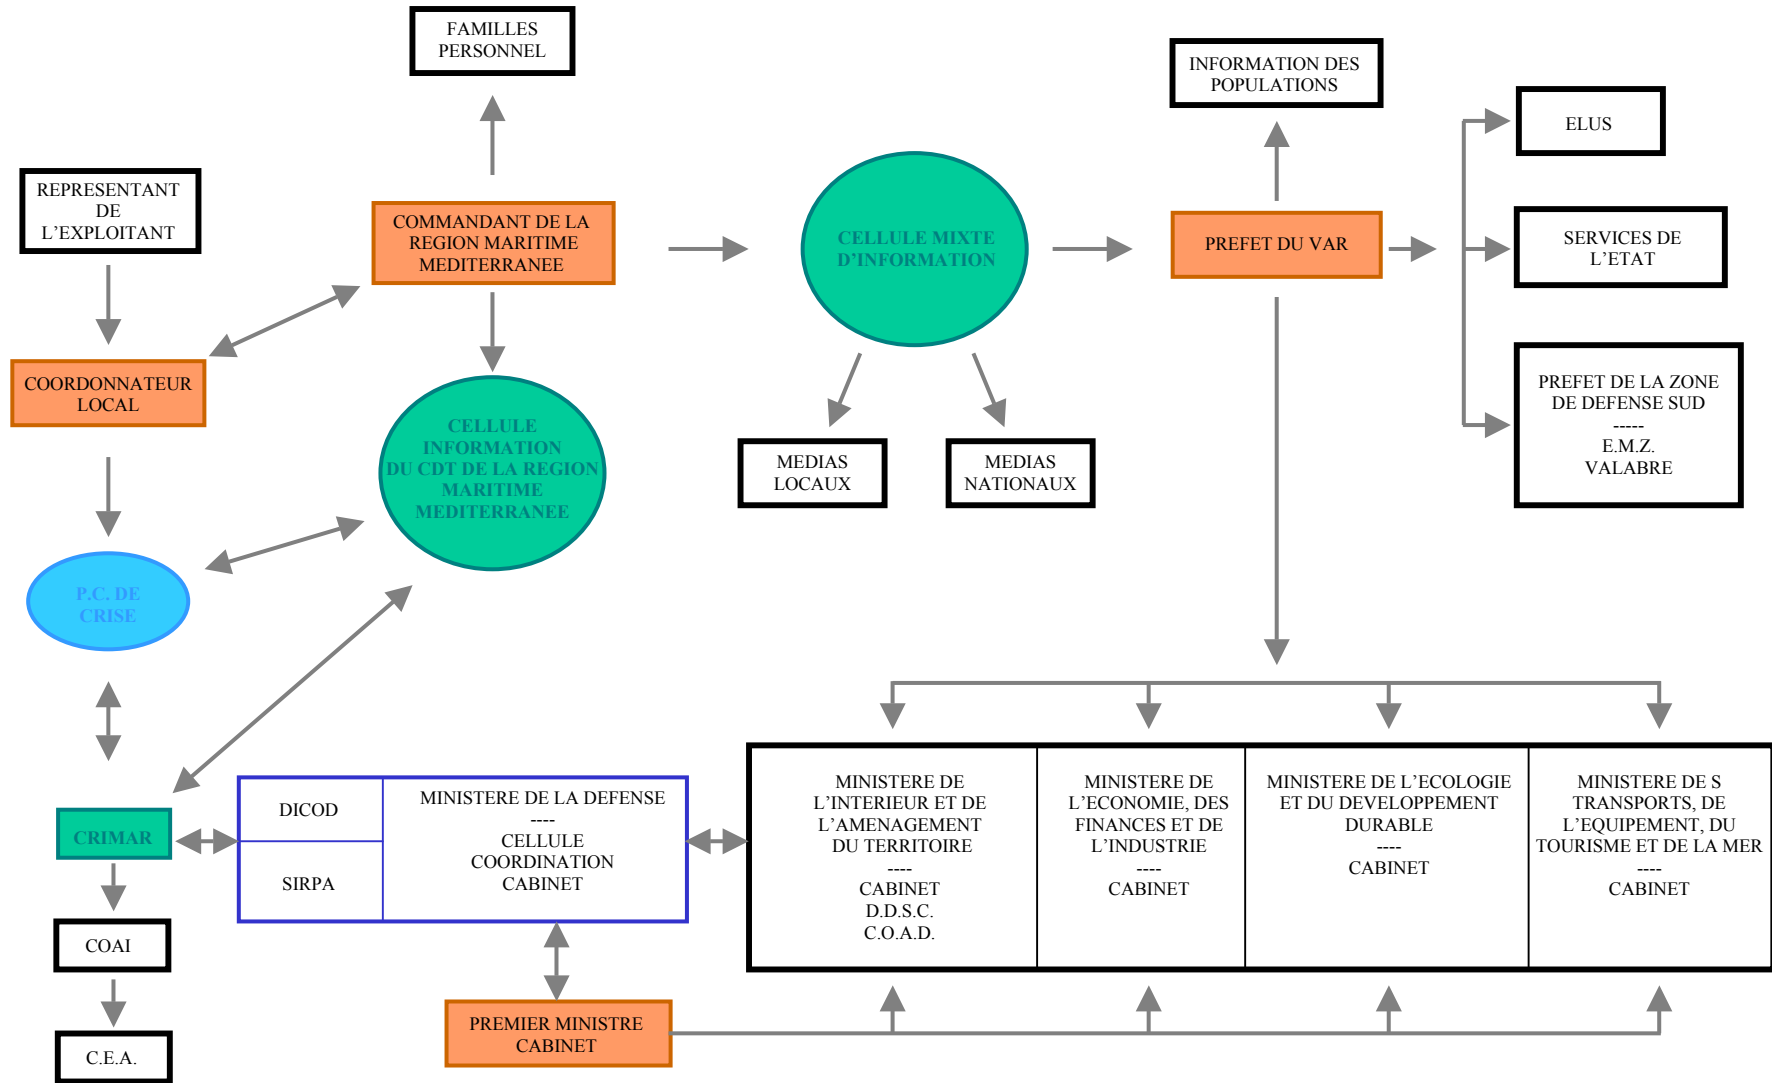 FAMILLES
PERSONNEL
INFORMATION DES
POPULATIONS
ELUS
REPRESENTANT
DE
L’EXPLOITANT
COMMANDANT DE LA
REGION MARITIME
MEDITERRANEE
CELLULE MIXTE
D’INFORMATION
PREFET DU VAR
SERVICES DE
L’ETAT
COORDONNATEUR
LOCAL
CELLULE
INFORMATION
DU CDT DE LA REGION
MARITIME
MEDITERRANEE
MEDIAS
LOCAUX
MEDIAS
NATIONAUX
PREFET DE LA ZONE
DE DEFENSE SUD
-----
E.M.Z.
VALABRE
P.C. DE
CRISE
CRIMAR
DICOD
SIRPA
MINISTERE DE LA DEFENSE
----
CELLULE
COORDINATION
CABINET
MINISTERE DE
L’INTERIEUR ET DE
L’AMENAGEMENT
DU TERRITOIRE
----
CABINET
D.D.S.C.
C.O.A.D.
MINISTERE DE
L’ECONOMIE, DES
FINANCES ET DE
L’INDUSTRIE
----
CABINET
MINISTERE DE L’ECOLOGIE
ET DU DEVELOPPEMENT
DURABLE
----
CABINET
MINISTERE DE S
TRANSPORTS, DE
L’EQUIPEMENT, DU
TOURISME ET DE LA MER
----
CABINET
COAI
C.E.A.
PREMIER MINISTRE
CABINET